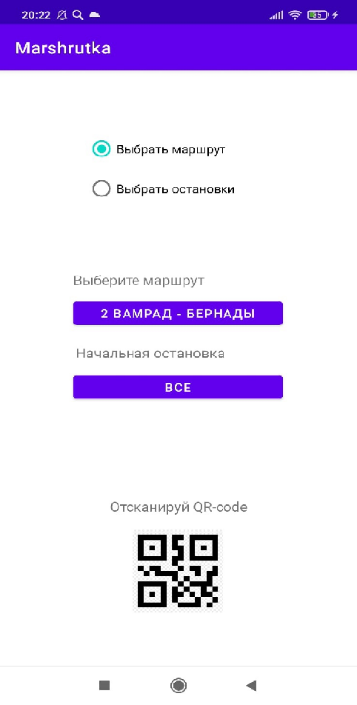 20:22
Marshrutka
Выбрать маршрут
Выбрать остановки
Выберите маршрут
2 ВАМРАД - БЕРНАДЫ
Начальная остановка
ВСЕ
Отсканируй QR-code